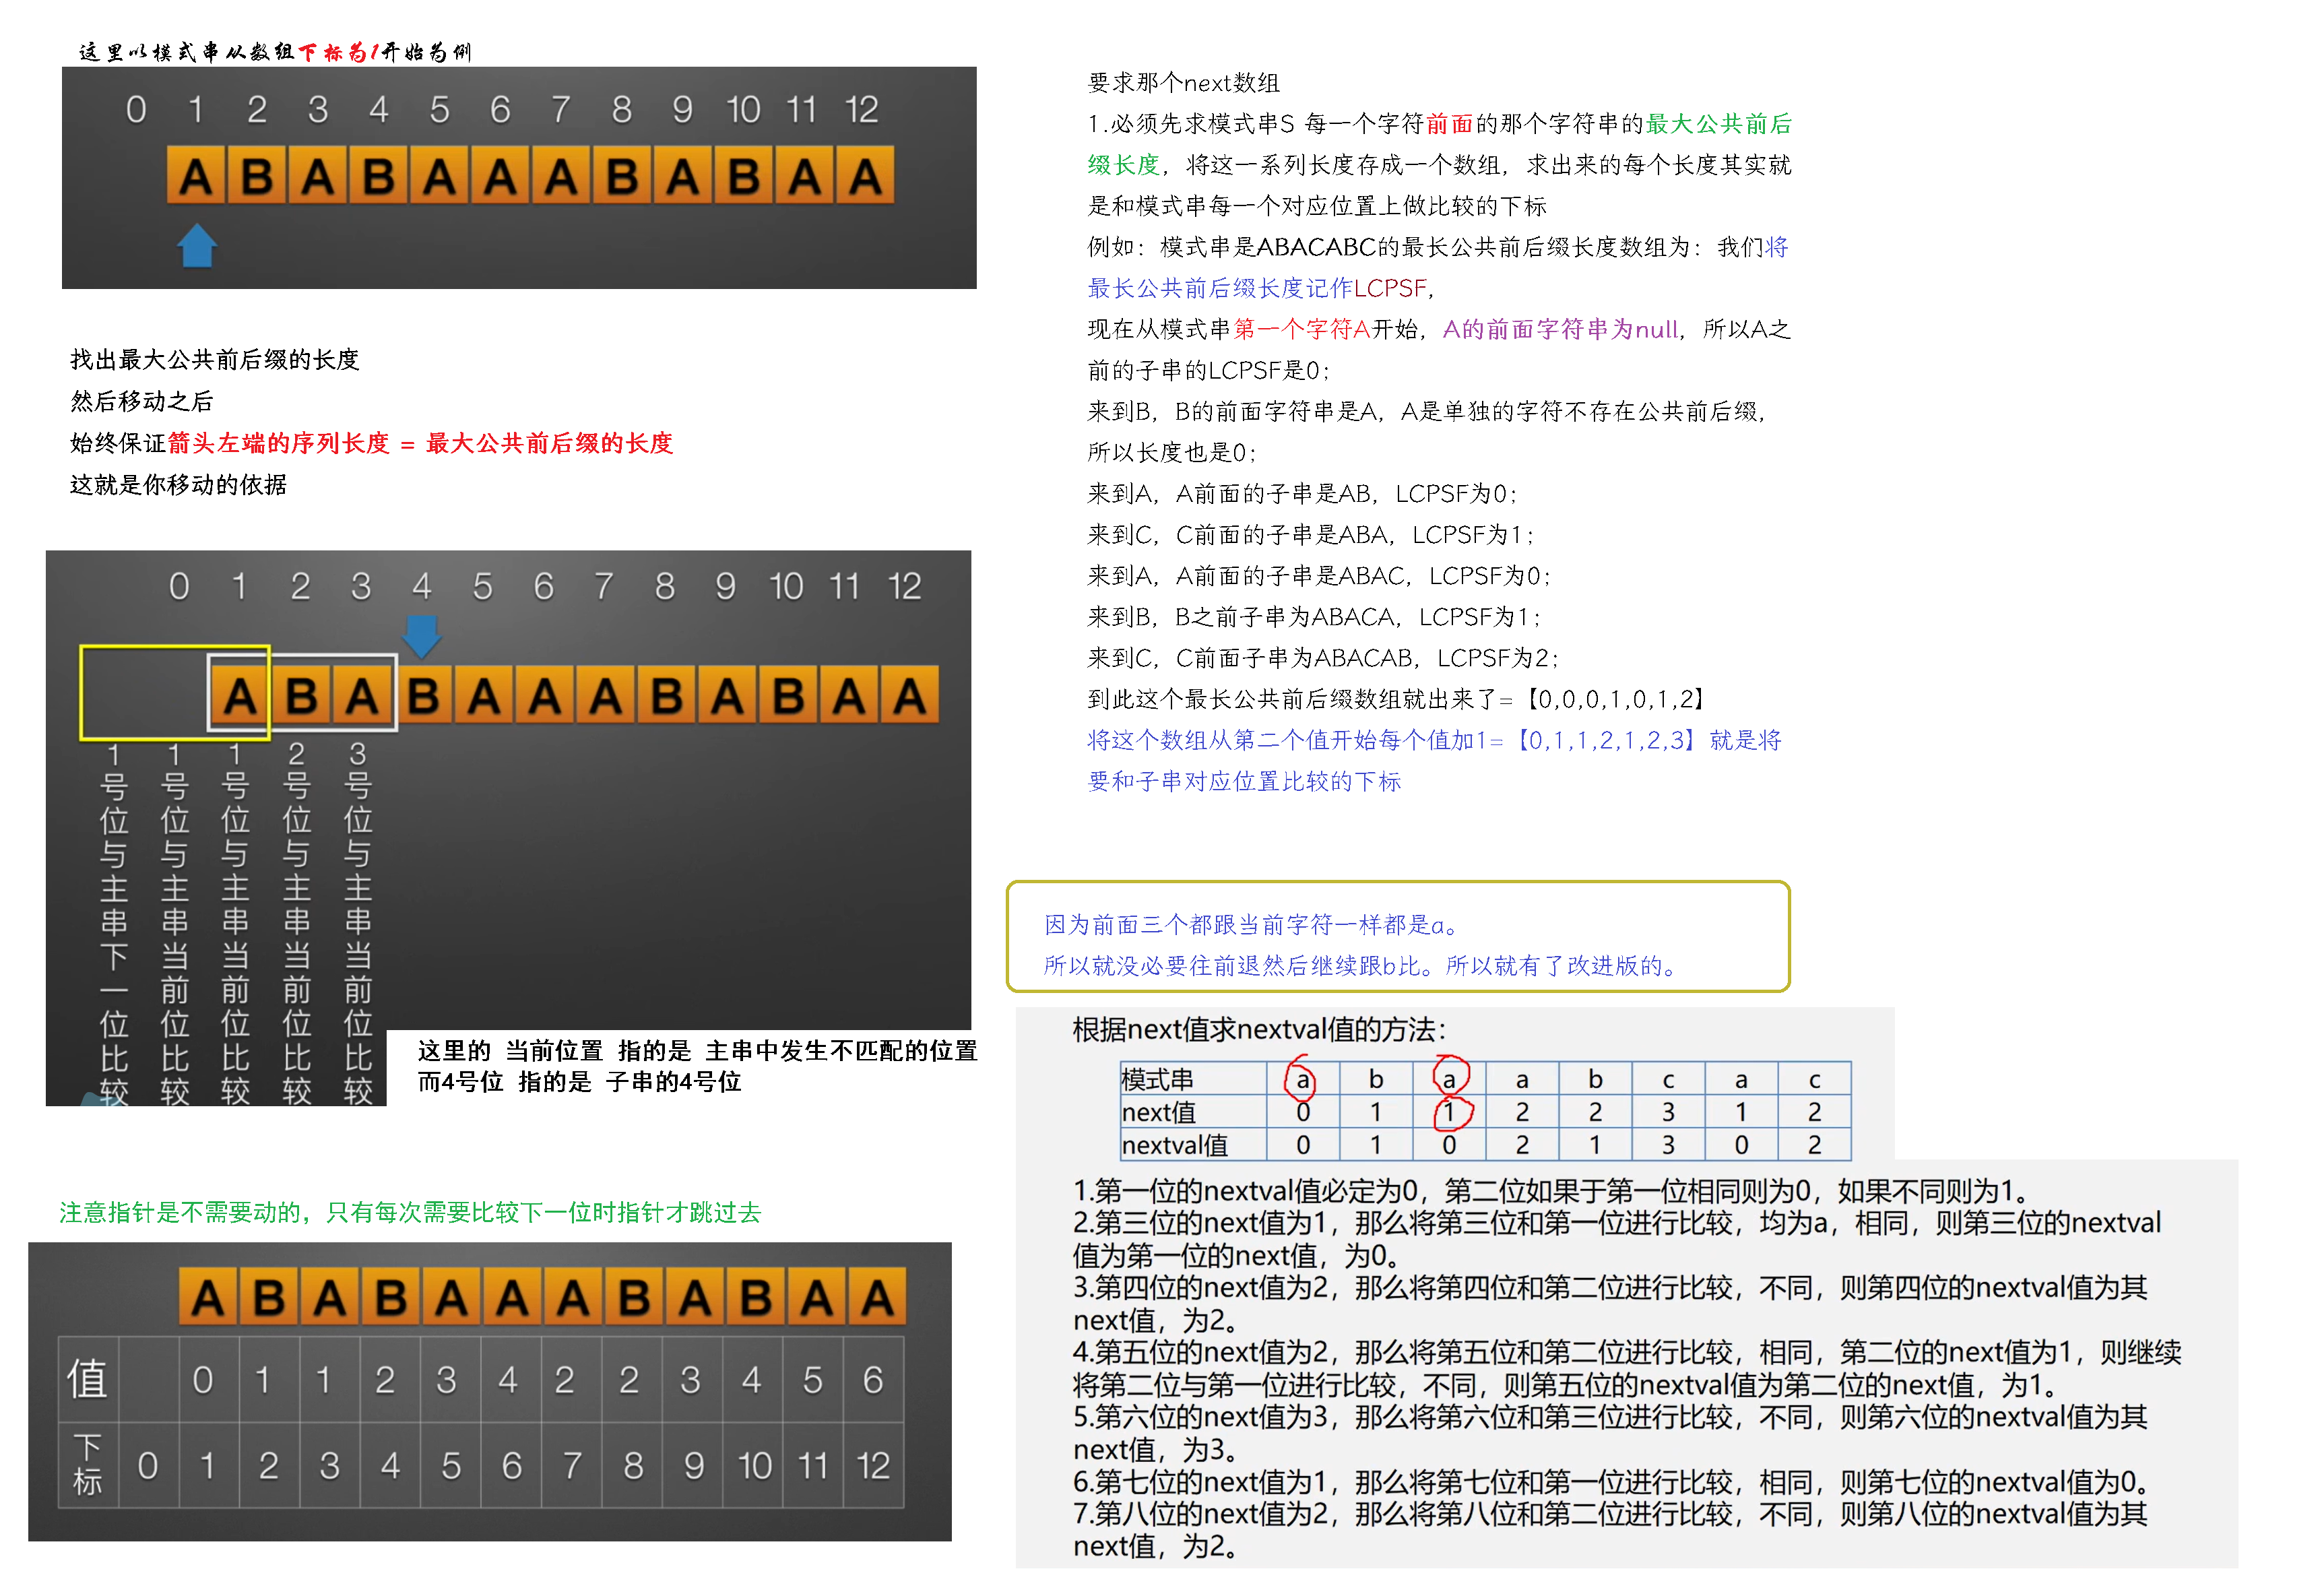 这里以模式串从数组下标为1开始为例
0 1 2 3 4 5 6 7 8 9 10 11 12
A B A B A A A B A B A A
找出最大公共前后缀的长度
然后移动之后
始终保证箭头左端的序列长度 = 最大公共前后缀的长度
这就是你移动的依据
0 1 2 3 4 5 6 7 8 9 10 11 12
A B A B A A A B A B A A
1号位与主串下一位比较
1号位与主串当前位比较
1号位与主串当前位比较
2号位与主串当前位比较
3号位与主串当前位比较
这里的 当前位置 指的是 主串中发生不匹配的位置
而4号位 指的是 子串的4号位
注意指针是不需要动的，只有每次需要比较下一位时指针才跳过去
A B A B A A A B A B A A
值 0 1 1 2 3 4 2 2 3 4 5 6
下标 0 1 2 3 4 5 6 7 8 9 10 11 12
要求那个next数组
1.必须先求模式串S 每一个字符前面的那个字符串的最大公共前后
缀长度，将这一系列长度存成一个数组，求出来的每个长度其实就
是和模式串每一个对应位置上做比较的下标
例如：模式串是ABACABC的最长公共前后缀长度数组为：我们将
最长公共前后缀长度记作LCPSF，
现在从模式串第一个字符A开始，A的前面字符串为null，所以A之
前的子串的LCPSF是0；
来到B，B的前面字符串是A，A是单独的字符不存在公共前后缀，
所以长度也是0；
来到A，A前面的子串是AB，LCPSF为0；
来到C，C前面的子串是ABA，LCPSF为1；
来到A，A前面的子串是ABAC，LCPSF为0；
来到B，B之前子串为ABACA，LCPSF为1；
来到C，C前面子串为ABACAB，LCPSF为2；
到此这个最长公共前后缀数组就出来了=【0,0,0,1,0,1,2】
将这个数组从第二个值开始每个值加1=【0,1,1,2,1,2,3】就是将
要和子串对应位置比较的下标
因为前面三个都跟当前字符一样都是a。
所以就没必要往前退然后继续跟b比。所以就有了改进版的。
根据next值求nextval值的方法：
模式串 a b a a b c a c
next值 0 1 1 2 2 3 1 2
nextval值 0 1 0 2 1 3 0 2
1.第一位的nextval值必定为0，第二位如果于第一位相同则为0，如果不同则为1。
2.第三位的next值为1，那么将第三位和第一位进行比较，均为a，相同，则第三位的nextval
值为第一位的next值，为0。
3.第四位的next值为2，那么将第四位和第二位进行比较，不同，则第四位的nextval值为其
next值，为2。
4.第五位的next值为2，那么将第五位和第二位进行比较，相同，第二位的next值为1，则继续
将第二位与第一位进行比较，不同，则第五位的nextval值为第二位的next值，为1。
5.第六位的next值为3，那么将第六位和第三位进行比较，不同，则第六位的nextval值为其
next值，为3。
6.第七位的next值为1，那么将第七位和第一位进行比较，相同，则第七位的nextval值为0。
7.第八位的next值为2，那么将第八位和第二位进行比较，不同，则第八位的nextval值为其
next值，为2。